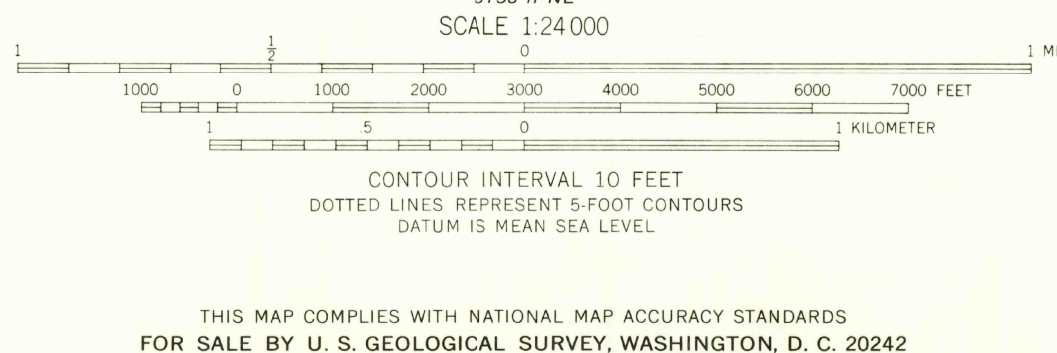 SCALE 1:24 000
1 1/2 0 1
1000 0 1000 2000 3000 4000 5000 6000 7000 FEET
1 .5 0 1 KILOMETER
CONTOUR INTERVAL 10 FEET
DOTTED LINES REPRESENT 5-FOOT CONTOURS
DATUM IS MEAN SEA LEVEL
THIS MAP COMPLIES WITH NATIONAL MAP ACCURACY STANDARDS
FOR SALE BY U. S. GEOLOGICAL SURVEY, WASHINGTON, D. C. 20242